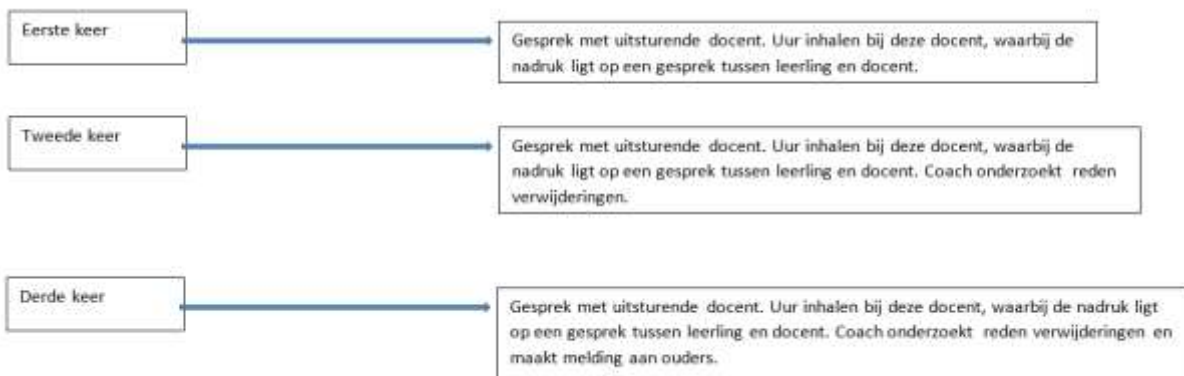 Eerste keer
Gesprek met uitsturende docent. Uur inhalen bij deze docent, waarbij de
nadruk ligt op een gesprek tussen leerling en docent.
Tweede keer
Gesprek met uitsturende docent. Uur inhalen bij deze docent, waarbij de
nadruk ligt op een gesprek tussen leerling en docent. Coach onderzoekt reden
verwijderingen.
Derde keer
Gesprek met uitsturende docent. Uur inhalen bij deze docent, waarbij de nadruk ligt
op een gesprek tussen leerling en docent. Coach onderzoekt reden verwijderingen en
maakt melding aan ouders.